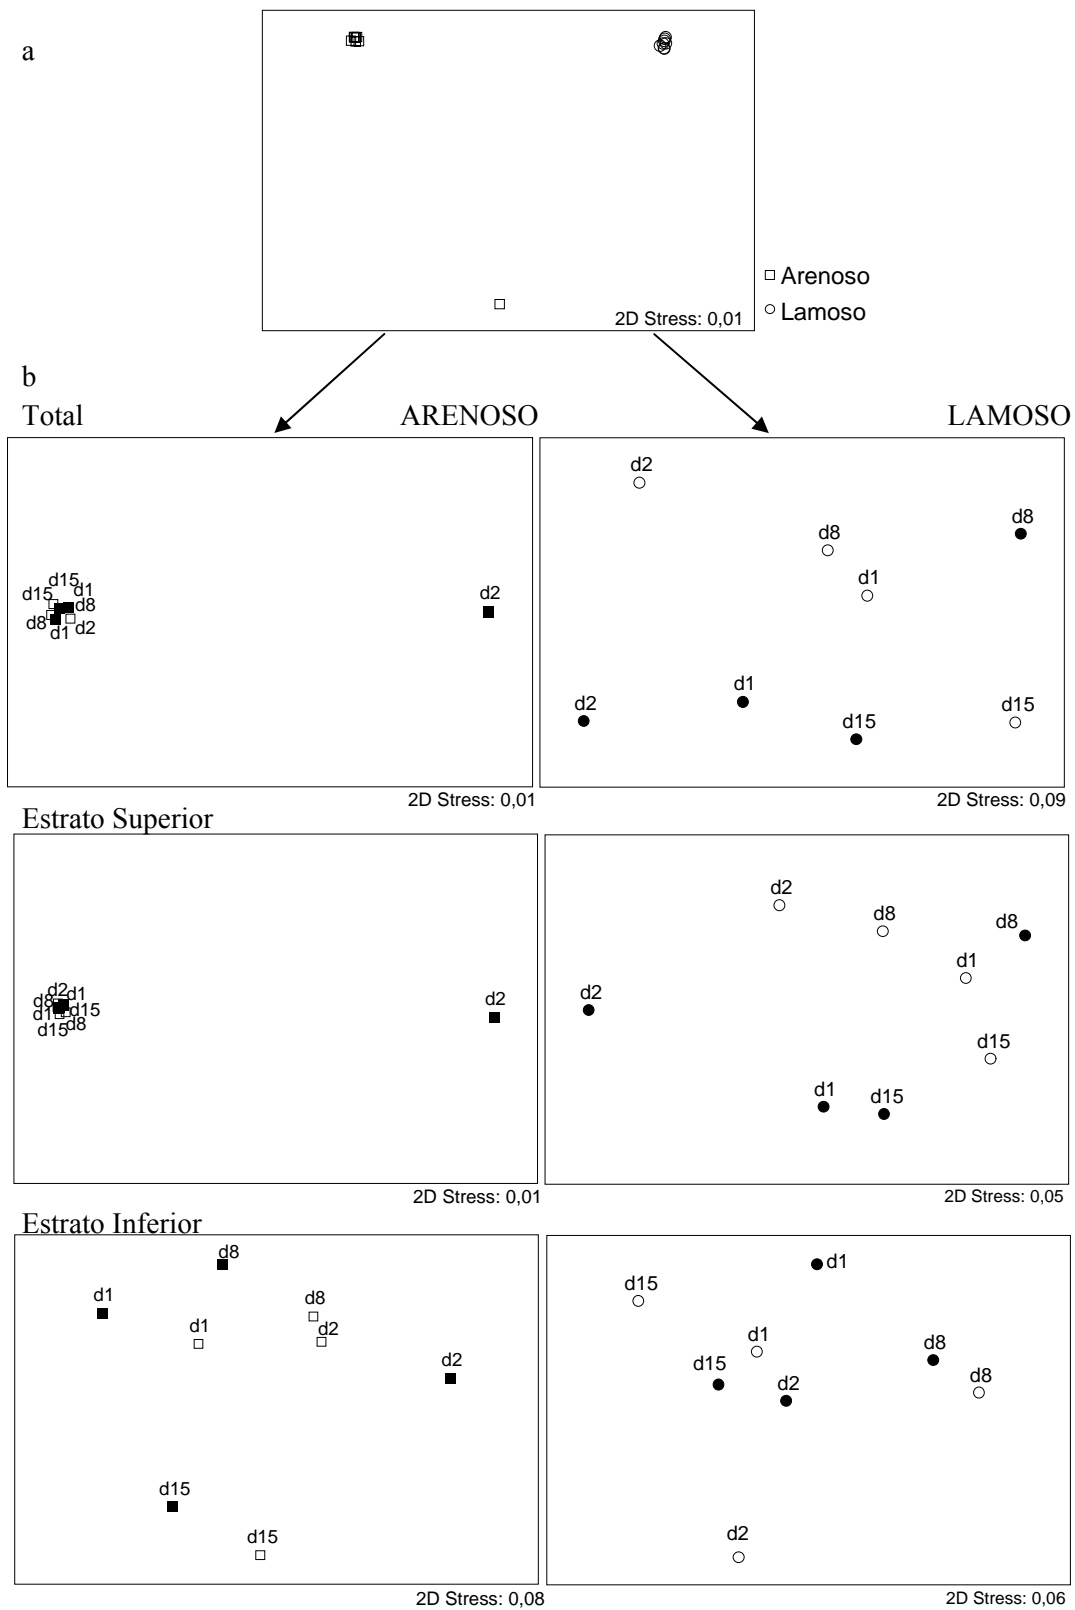 a
Arenoso
2D Stress: 0,01
Lamoso
b
Total
ARENOSO
LAMOSO
d2
d8
d8
d1
d15
d15 d1
d8
d2
d8
d1 d2
d1
d2
d15
d15
2D Stress: 0,01
2D Stress: 0,09
Estrato Superior
d2
d8
d8
d1
d2
d1
d8
d15
d1
d15
d8
d2
d2
d15
d1
d15
2D Stress: 0,01
2D Stress: 0,05
Estrato Inferior
d8
d1
d15
d1
d8
d1
d2
d1
d8
d15
d2
d2
d8
d15
d15
d2
2D Stress: 0,08
2D Stress: 0,06